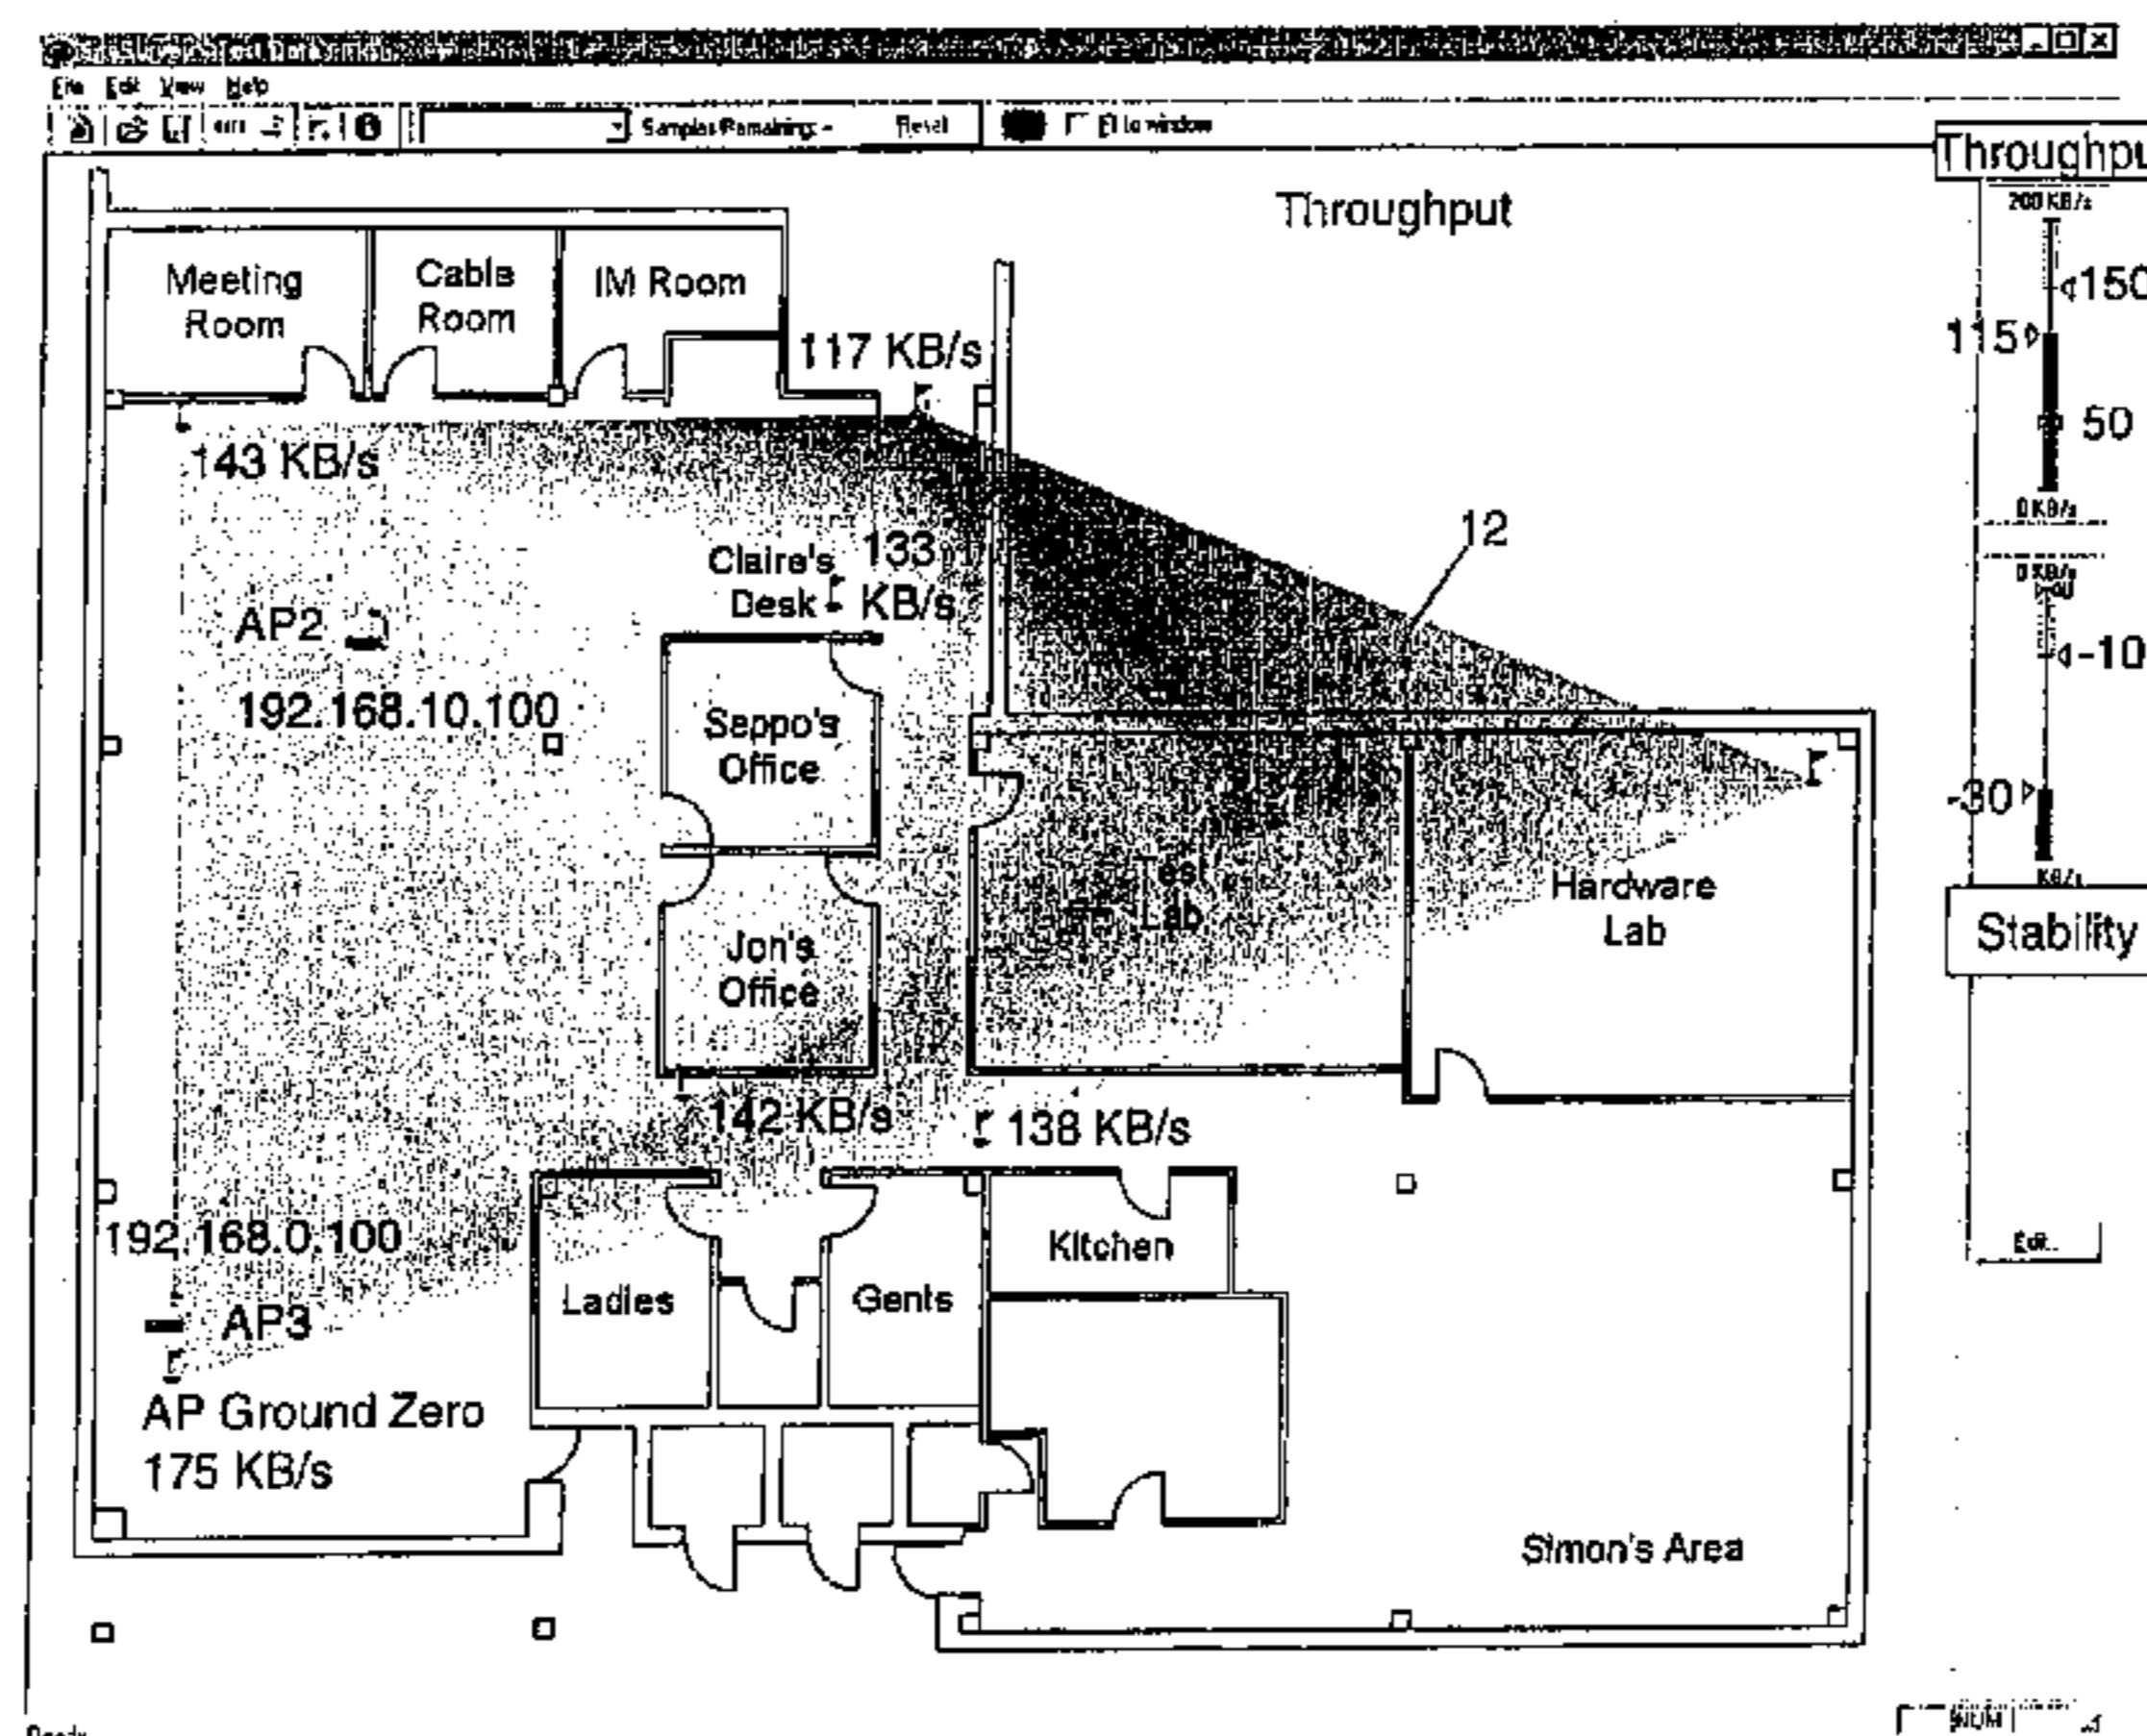 File Edit View Help
Samples Remaining: - Reset Fit to window
Throughpu
Throughput
200 KB/s
150
115
50
0 KB/s
0 KB/s
-10
-30
KB/s
Stability
Edit..
Meeting
Room
Cable
Room
IM Room
117 KB/s
143 KB/s
12
Claire's
Desk
133
KB/s
AP2
192.168.10.100
Seppo's
Office
Test
Lab
Hardware
Lab
Jon's
Office
142 KB/s
138 KB/s
192.168.0.100
AP3
Ladies
Gents
Kitchen
AP Ground Zero
175 KB/s
Simon's Area
Ready
NUM